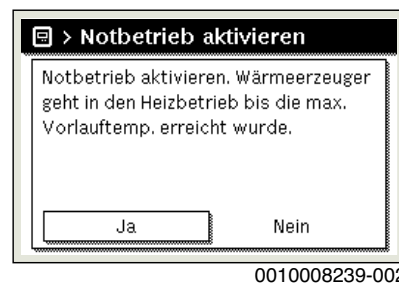 > Notbetrieb aktivieren
Notbetrieb aktivieren. Wärmeerzeuger
geht in den Heizbetrieb bis die max.
Vorlauftemp. erreicht wurde.
Ja Nein
0010008239-002